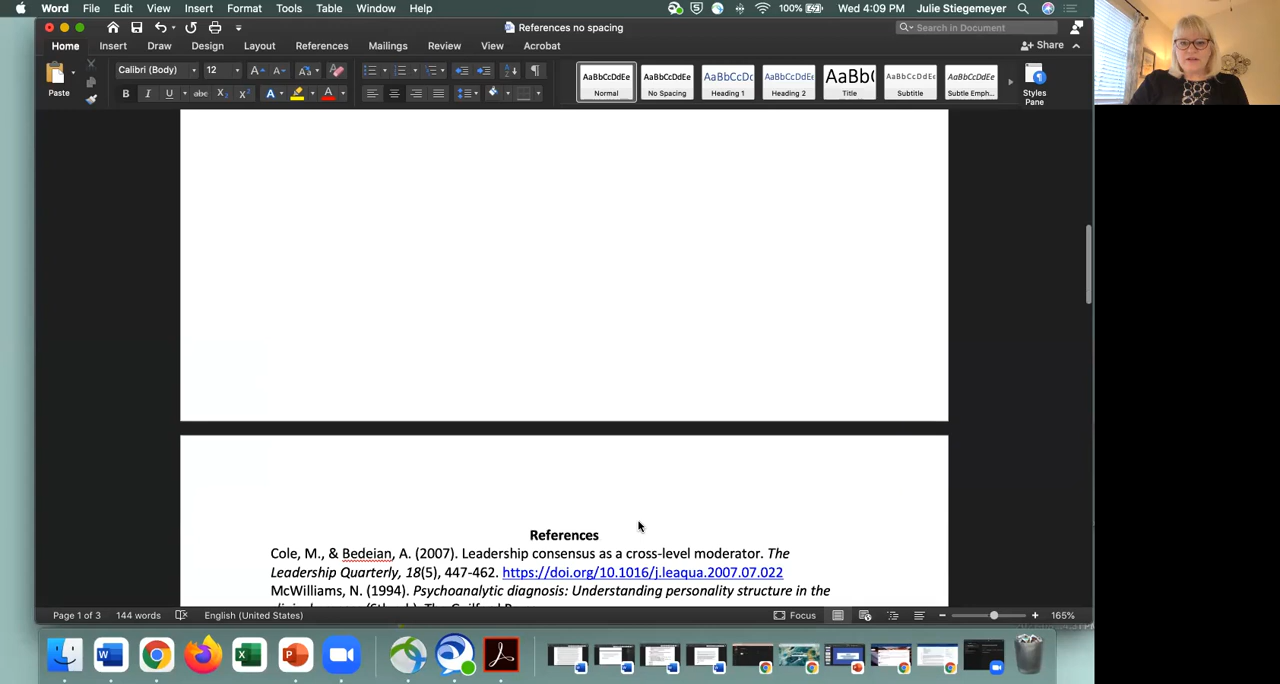 Word File Edit View Insert Format Tools Table Window Help 100% Wed 4:09 PM Julie Stiegemeyer
References no spacing Search in Document
Home Insert Draw Design Layout References Mailings Review View Acrobat Share
Paste Calibri (Body) 12 AaBbCcDdEe AaBbCcDdEe AaBbCcDc AaBbCcDdEe AaBb( AaBbCcDdEe AaBbCcDdEe
B I U abc X2 X2 A A Normal No Spacing Heading 1 Heading 2 Title Subtitle Subtle Emph... Styles Pane
References
Cole, M., & Bedeian, A. (2007). Leadership consensus as a cross-level moderator. The
Leadership Quarterly, 18(5), 447-462. https://doi.org/10.1016/j.leaqua.2007.07.022
McWilliams, N. (1994). Psychoanalytic diagnosis: Understanding personality structure in the
Page 1 of 3 144 words English (United States) Focus 165%